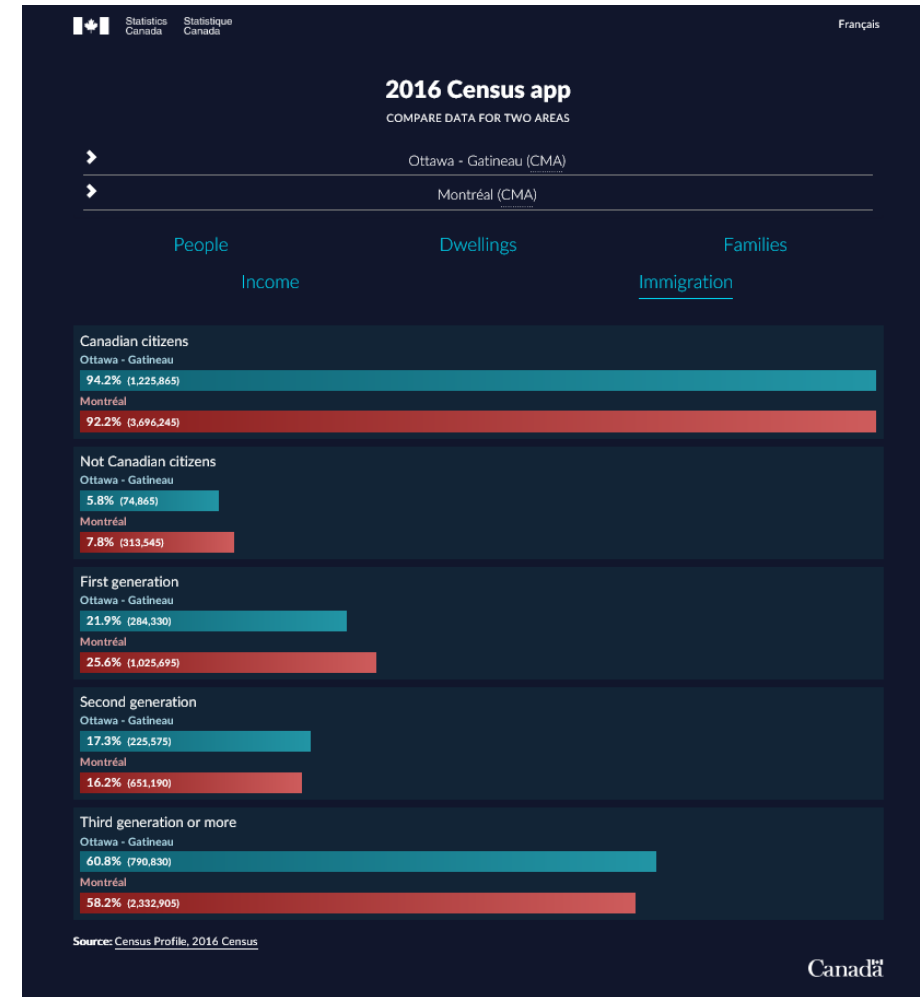 Statistics Statistique
Canada Canada
Français
2016 Census app
COMPARE DATA FOR TWO AREAS
Ottawa - Gatineau (CMA)
Montréal (CMA)
People Dwellings Families
Income Immigration
Canadian citizens
Ottawa - Gatineau
94.2% (1,225,865)
Montréal
92.2% (3,696,245)
Not Canadian citizens
Ottawa - Gatineau
5.8% (74,865)
Montréal
7.8% (313,545)
First generation
Ottawa - Gatineau
21.9% (284,330)
Montréal
25.6% (1,025,695)
Second generation
Ottawa - Gatineau
17.3% (225,575)
Montréal
16.2% (651,190)
Third generation or more
Ottawa - Gatineau
60.8% (790,830)
Montréal
58.2% (2,332,905)
Source: Census Profile, 2016 Census
Canada